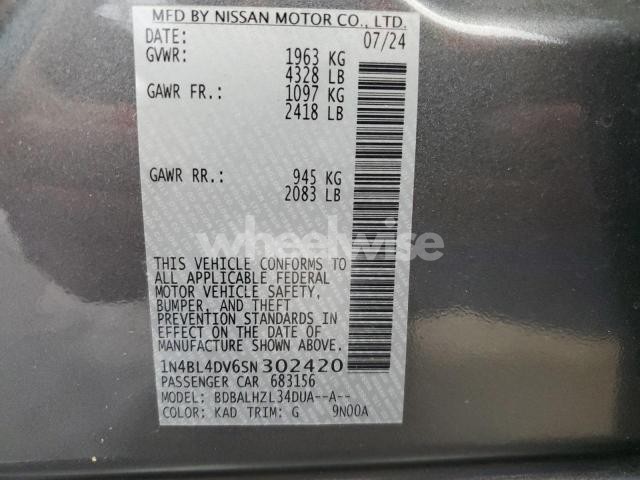 MFD BY NISSAN MOTOR CO., LTD.
DATE: 07/24
GVWR: 1963 KG
4328 LB
GAWR FR.: 1097 KG
2418 LB
GAWR RR.: 945 KG
2083 LB
wheelwise
THIS VEHICLE CONFORMS TO
ALL APPLICABLE FEDERAL
MOTOR VEHICLE SAFETY,
BUMPER, AND THEFT
PREVENTION STANDARDS IN
EFFECT ON THE DATE OF
MANUFACTURE SHOWN ABOVE.
1N4BL4DV6SN302420
PASSENGER CAR 683156
MODEL: BDBALHZL34DUA--A--
COLOR: KAD TRIM: G 9N00A